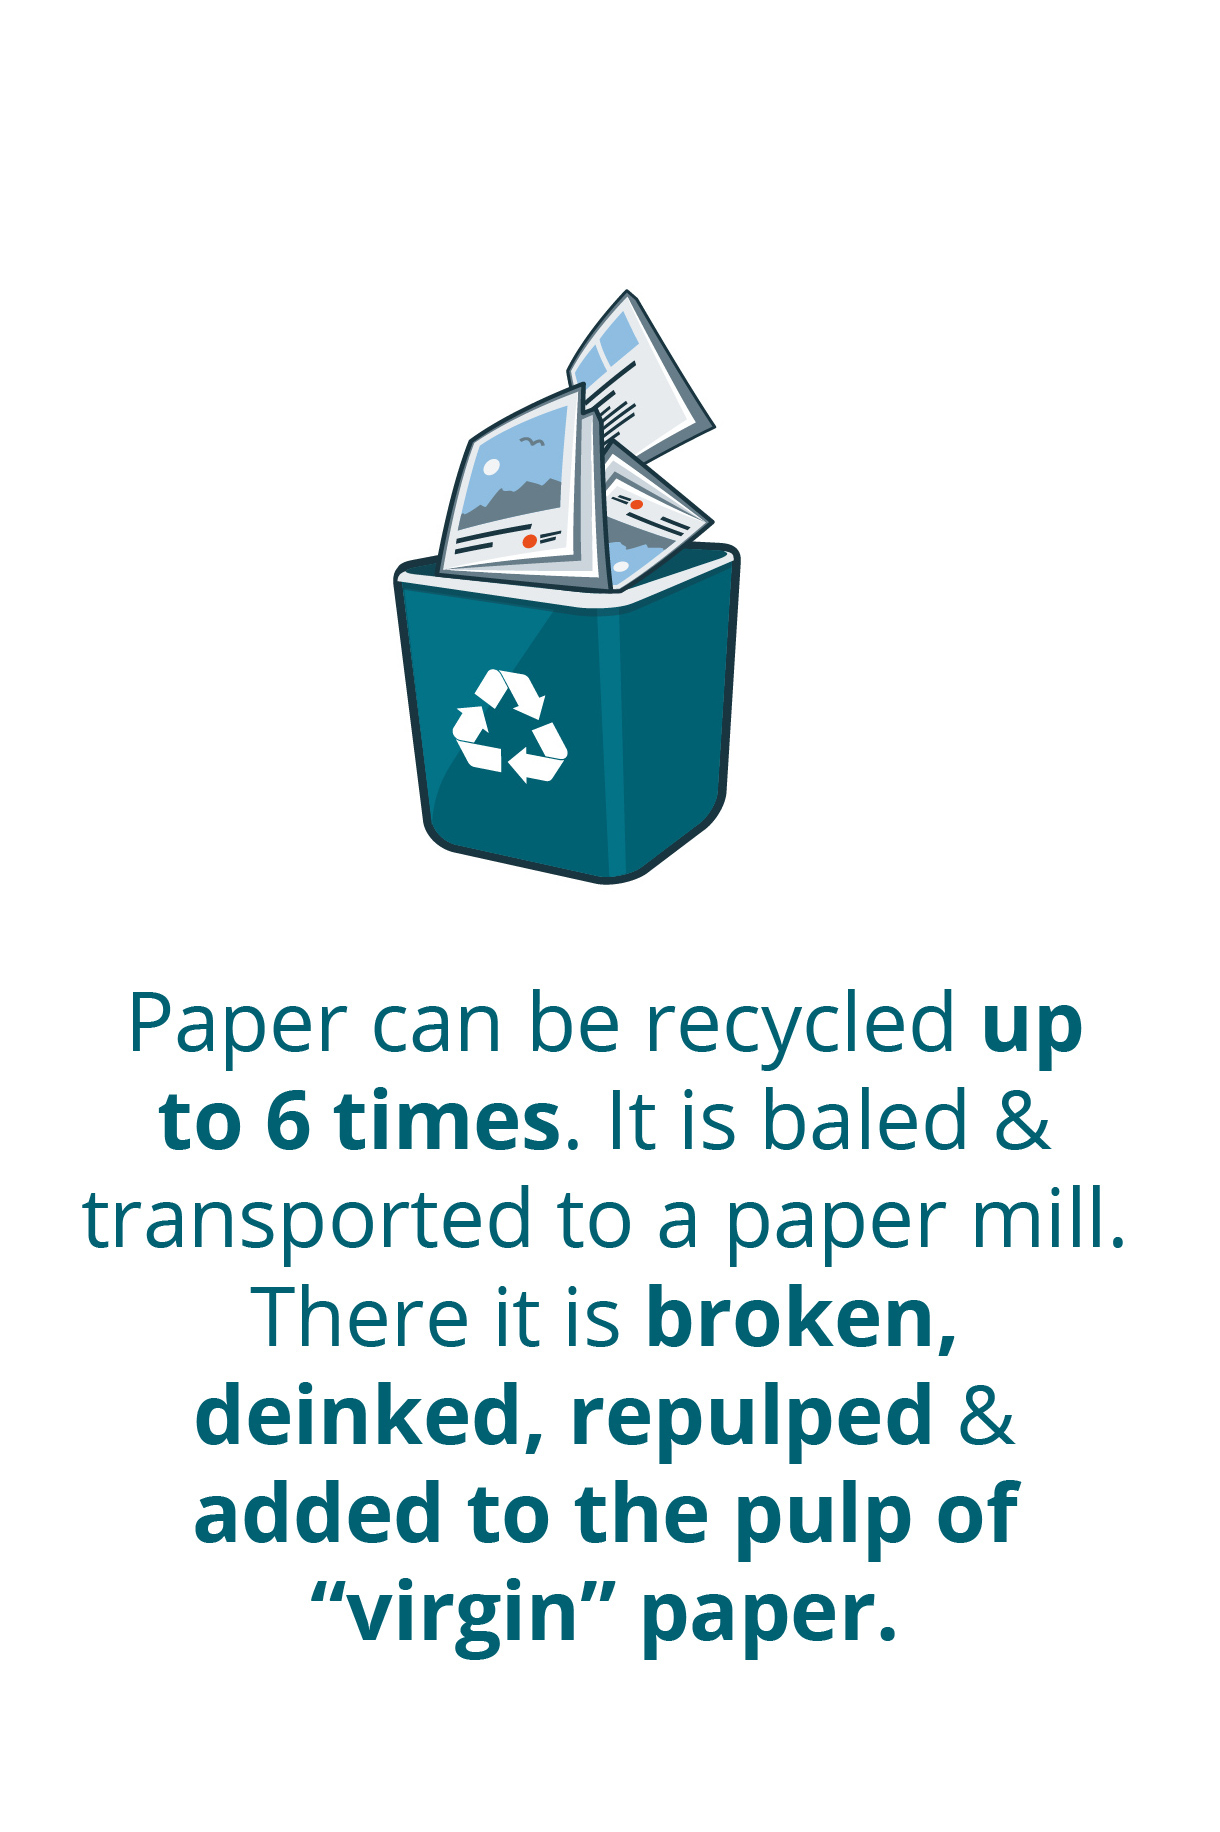 Paper can be recycled up
to 6 times. It is baled &
transported to a paper mill.
There it is broken,
deinked, repulped &
added to the pulp of
“virgin” paper.